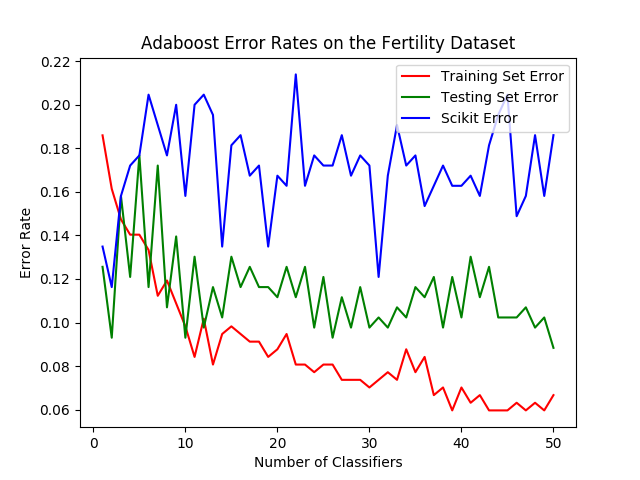 Adaboost Error Rates on the Fertility Dataset
0.22
0.20
0.18
0.16
0.14
0.12
0.10
0.08
0.06
Error Rate
Training Set Error
Testing Set Error
Scikit Error
0 10 20 30 40 50
Number of Classifiers